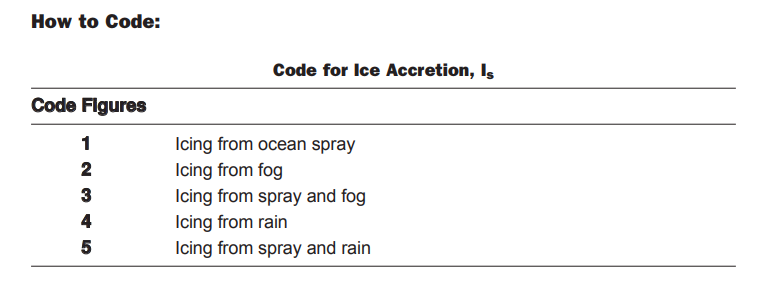 How to Code:
Code for Ice Accretion, Is
Code Figures
1 Icing from ocean spray
2 Icing from fog
3 Icing from spray and fog
4 Icing from rain
5 Icing from spray and rain